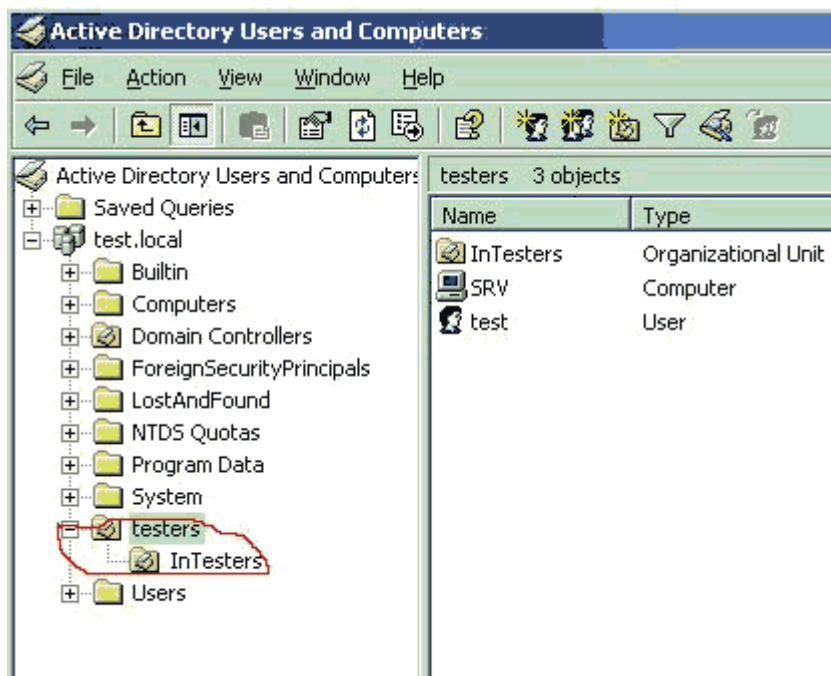 Active Directory Users and Computers
File Action View Window Help
Active Directory Users and Computer
Saved Queries
test.local
Builtin
Computers
Domain Controllers
ForeignSecurityPrincipals
LostAndFound
NTDS Quotas
Program Data
System
testers
InTesters
Users
testers 3 objects
Name Type
InTesters Organizational Unit
SRV Computer
test User